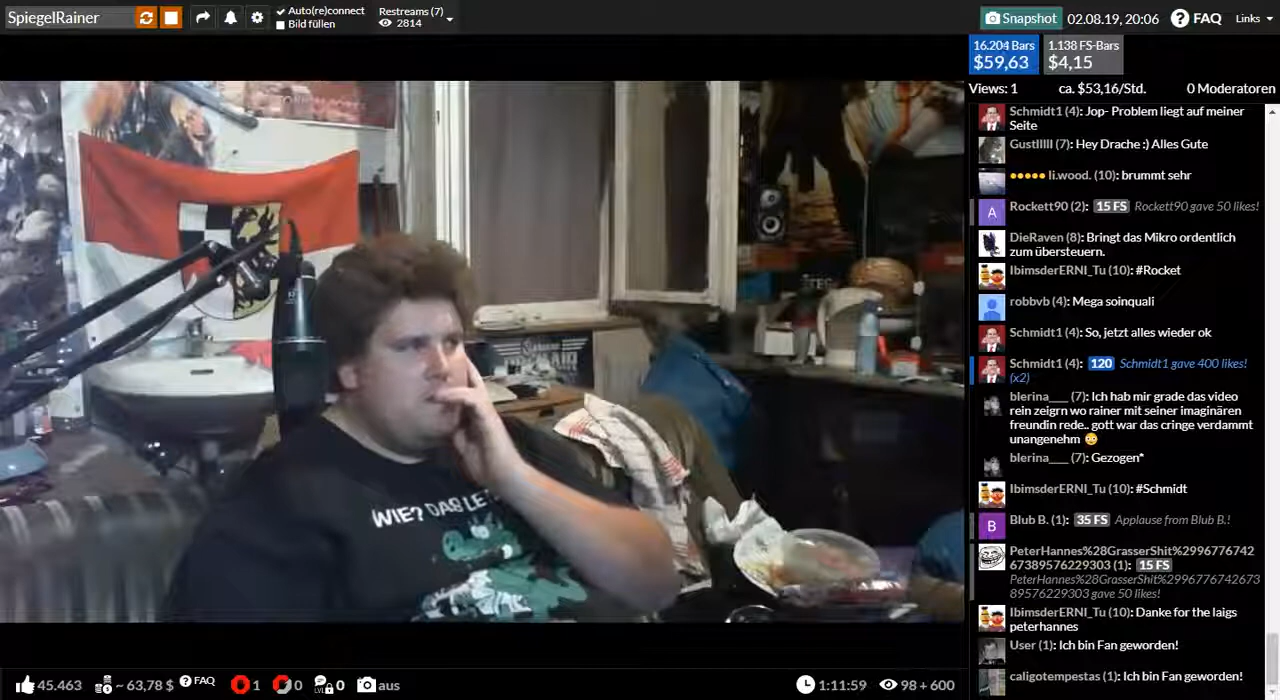 SpiegelRainer
Auto(re)connect
Bild füllen
Restreams (7)
2814
Snapshot
02.08.19, 20:06
FAQ
Links
16.204 Bars
$59,63
1.138 FS-Bars
$4,15
Views: 1
ca. $53,16/Std.
0 Moderatoren
Schmidt1 (4): Jop- Problem liegt auf meiner
Seite
GustIIIII (7): Hey Drache :) Alles Gute
li.wood. (10): brummt sehr
A
Rockett90 (2): 15 FS Rockett90 gave 50 likes!
DieRaven (8): Bringt das Mikro ordentlich
zum übersteuern.
IbimsderERNI_Tu (10): #Rocket
robbvb (4): Mega soinquali
Schmidt1 (4): So, jetzt alles wieder ok
Schmidt1 (4): 120 Schmidt1 gave 400 likes!
(x2)
blerina___ (7): Ich hab mir grade das video
rein zeigrn wo rainer mit seiner imaginären
freundin rede.. gott war das cringe verdammt
unangenehm
blerina___ (7): Gezogen*
IbimsderERNI_Tu (10): #Schmidt
B
Blub B. (1): 35 FS Applause from Blub B.!
PeterHannes%28GrasserShit%2996776742
67389576229303 (1): 15 FS
PeterHannes%28GrasserShit%2996776742673
89576229303 gave 50 likes!
IbimsderERNI_Tu (10): Danke for the laigs
peterhannes
User (1): Ich bin Fan geworden!
caligotempestas (1): Ich bin Fan geworden!
WIE? DAS
45.463
~ 63,78 $
FAQ
1
0
LVL
0
aus
1:11:59
98 + 600